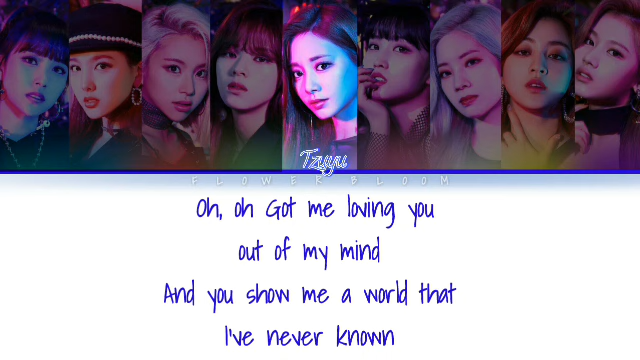 Tzuyu
FLOWER BLOOM
Oh, oh Got me loving you
out of my mind
And you show me a world that
I've never known